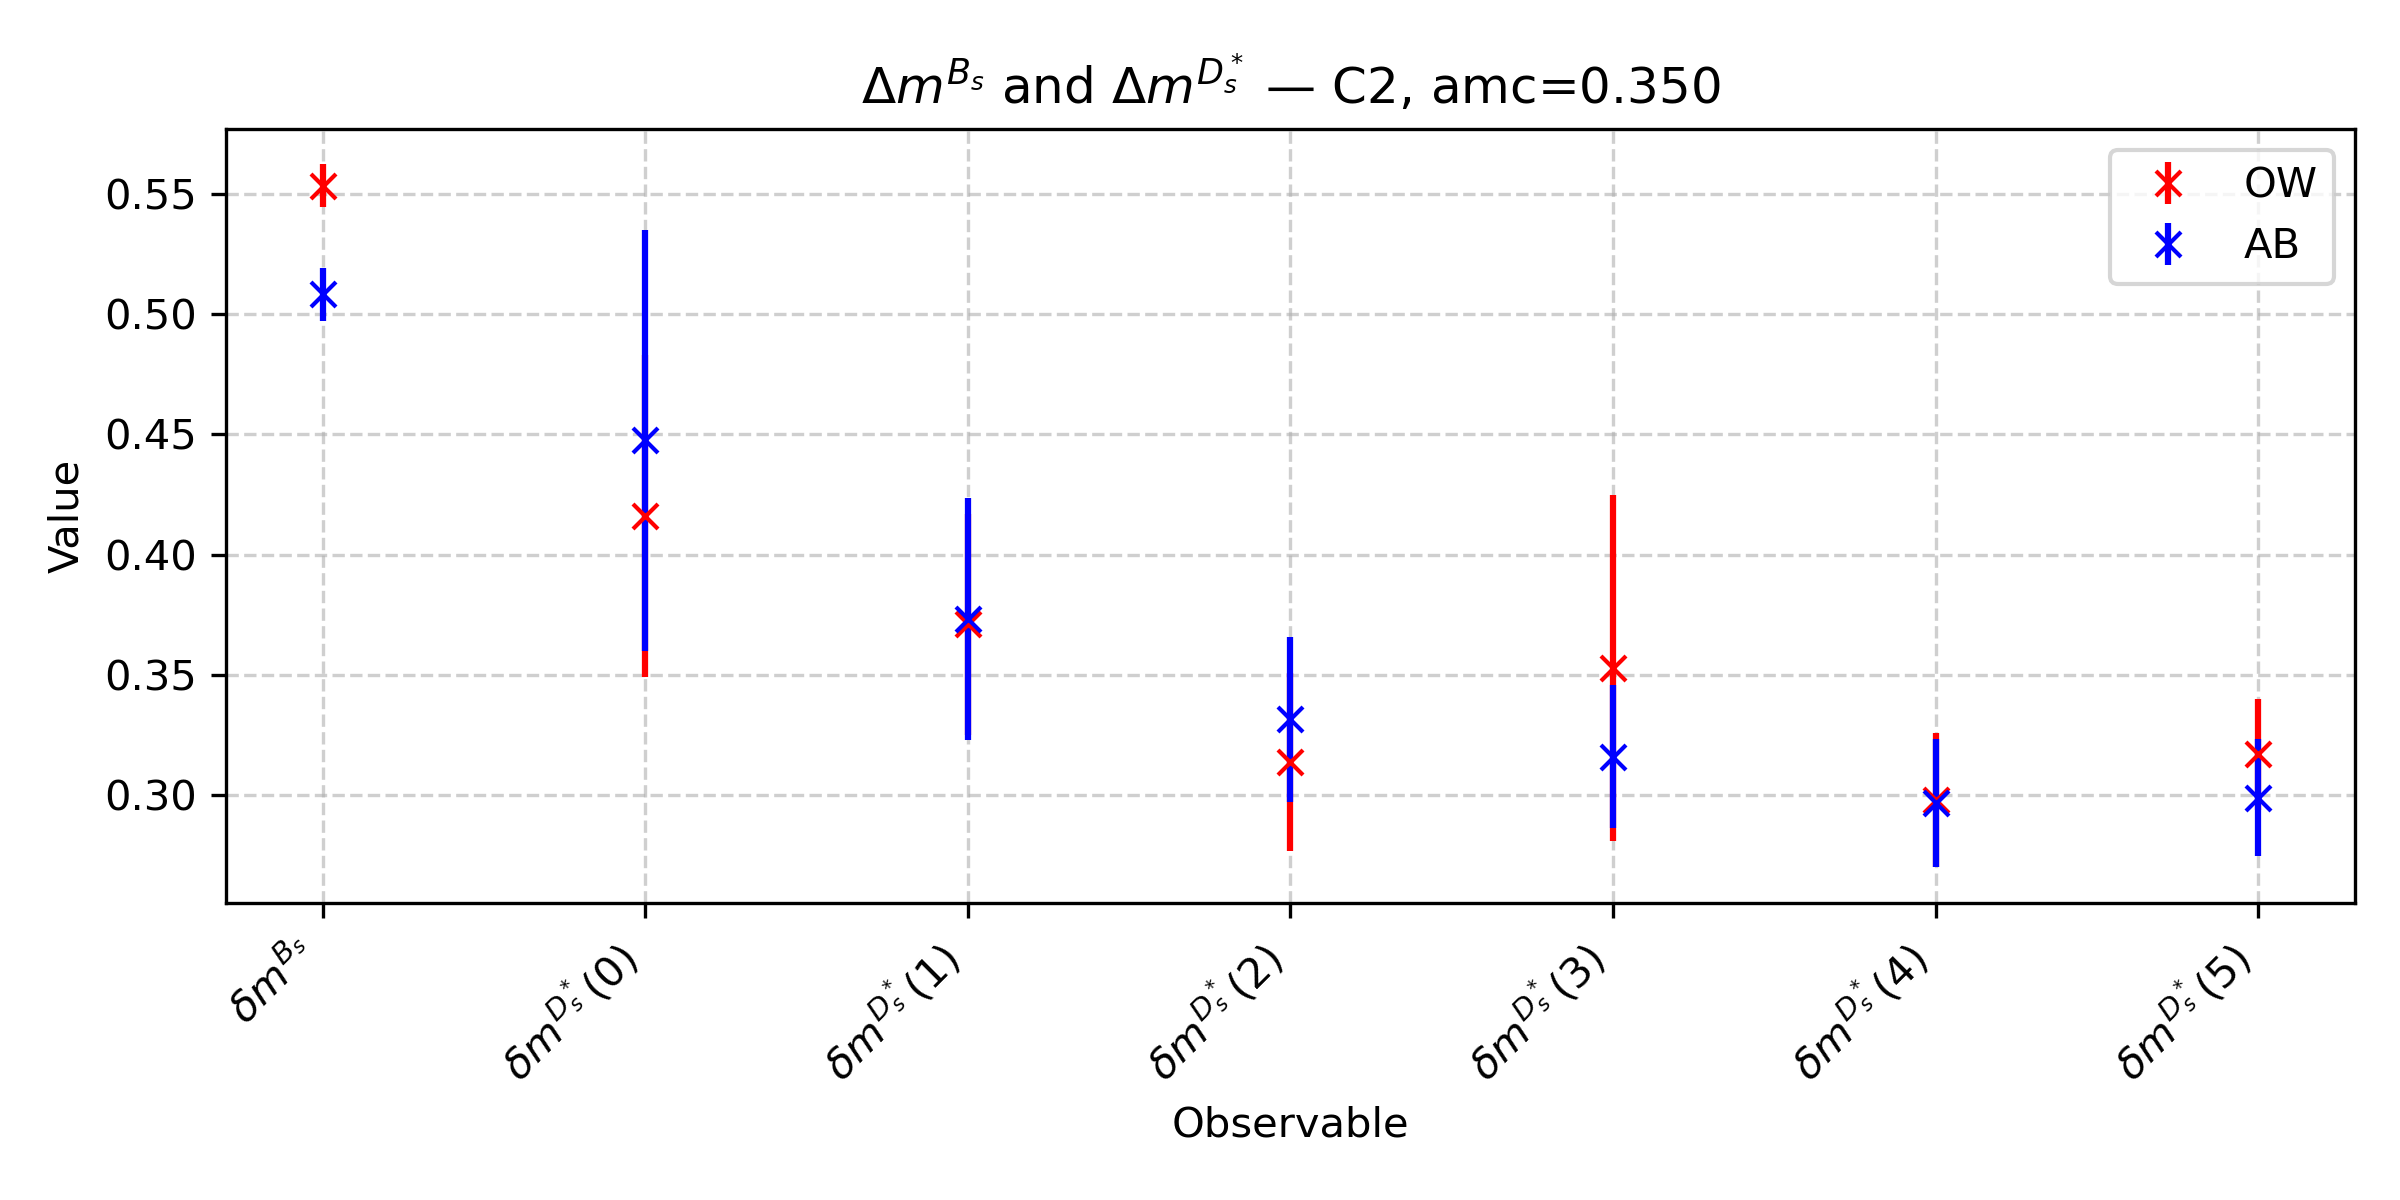 Δm^{B_s} and Δm^{D_s^*} — C2, amc=0.350
OW
AB
Value
0.55
0.50
0.45
0.40
0.35
0.30
δm^{B_s}
δm^{D_s^*}(0)
δm^{D_s^*}(1)
δm^{D_s^*}(2)
δm^{D_s^*}(3)
δm^{D_s^*}(4)
δm^{D_s^*}(5)
Observable